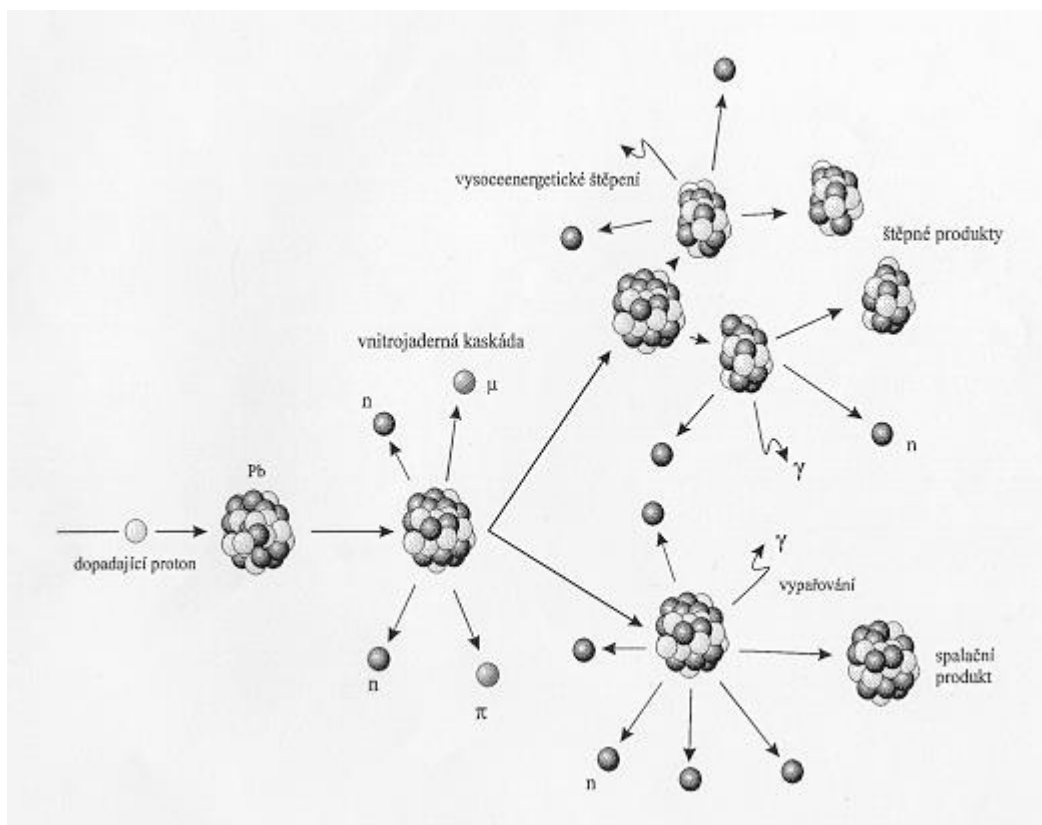 vysoceenergetické štěpení
štěpné produkty
vnitrojaderná kaskáda
μ
n
n
γ
Pb
dopadající proton
γ
vypařování
spalační
produkt
n
π
n